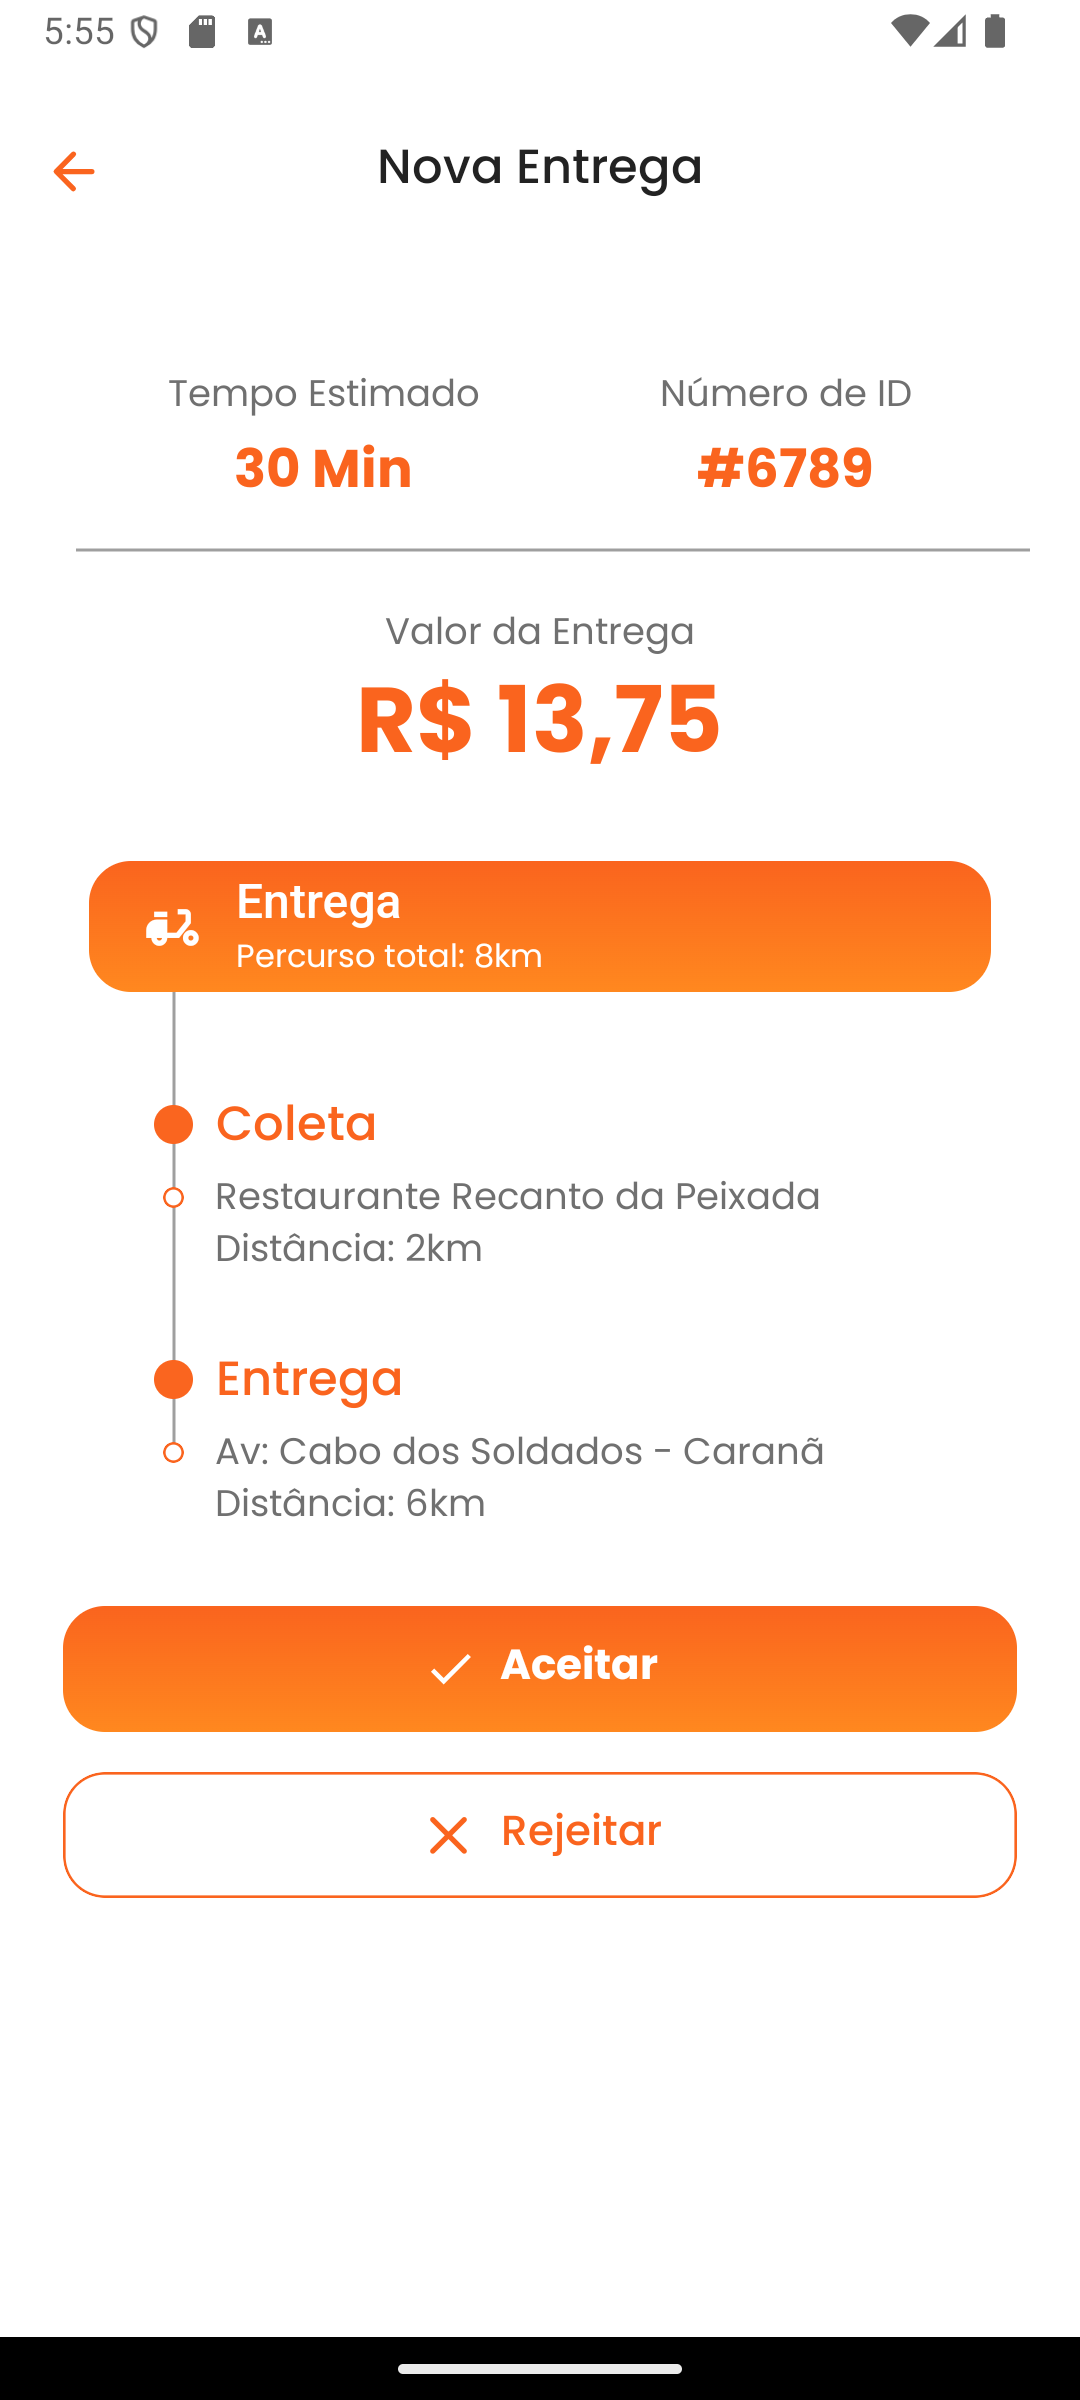 5:55
Nova Entrega
Tempo Estimado
Número de ID
30 Min
#6789
Valor da Entrega
R$ 13,75
Entrega
Percurso total: 8km
Coleta
Restaurante Recanto da Peixada
Distância: 2km
Entrega
Av: Cabo dos Soldados - Caranã
Distância: 6km
Aceitar
Rejeitar